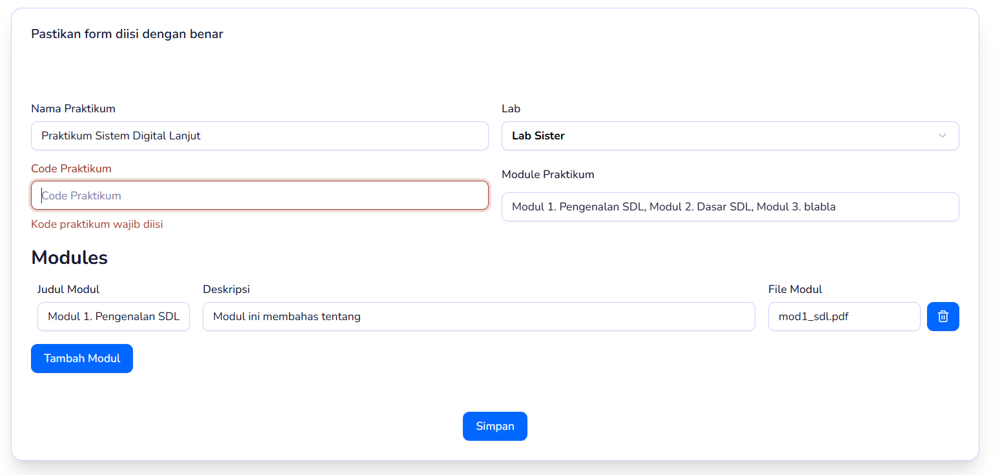 Pastikan form diisi dengan benar
Nama Praktikum
Praktikum Sistem Digital Lanjut
Lab
Lab Sister
Code Praktikum
Code Praktikum
Kode praktikum wajib diisi
Module Praktikum
Modul 1. Pengenalan SDL, Modul 2. Dasar SDL, Modul 3. blabla
Modules
Judul Modul
Modul 1. Pengenalan SDL
Deskripsi
Modul ini membahas tentang
File Modul
mod1_sdl.pdf
Tambah Modul
Simpan